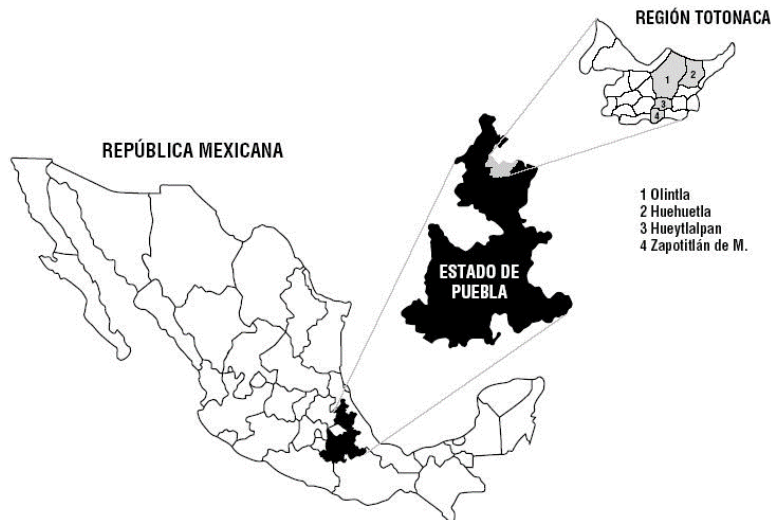 REGIÓN TOTONACA
1
2
3
4
REPÚBLICA MEXICANA
1 Olintla
2 Huehuetla
3 Hueytlalpan
4 Zapotitlán de M.
ESTADO DE
PUEBLA